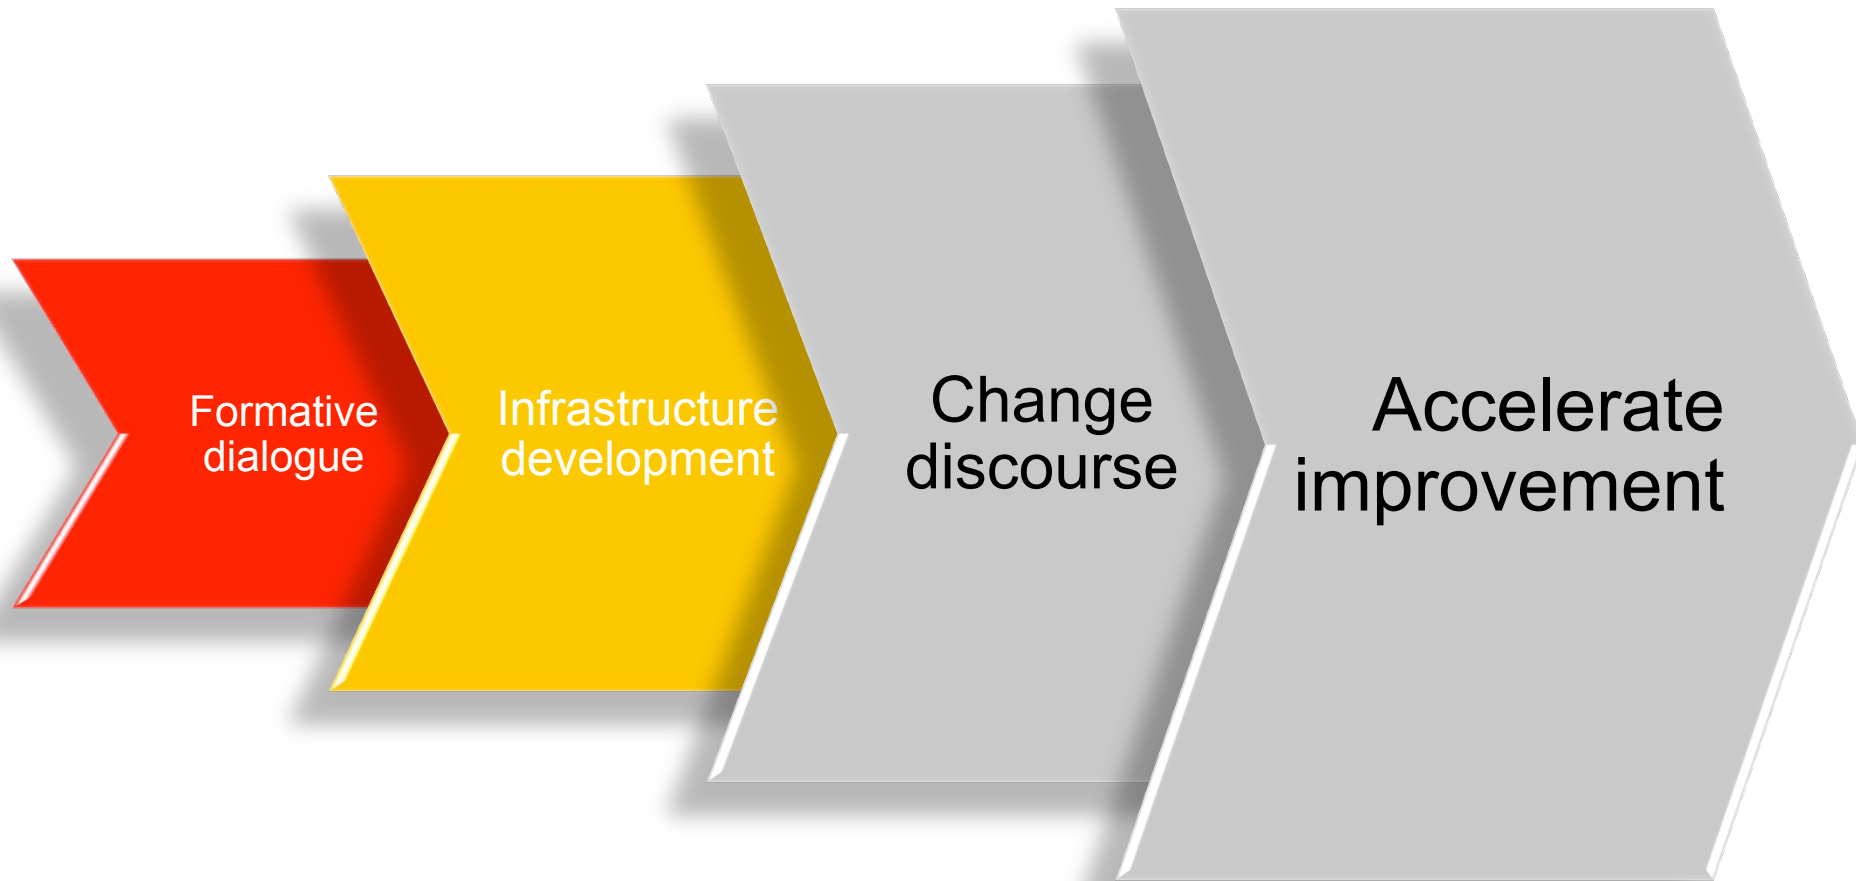 Formative
dialogue
Infrastructure
development
Change
discourse
Accelerate
improvement